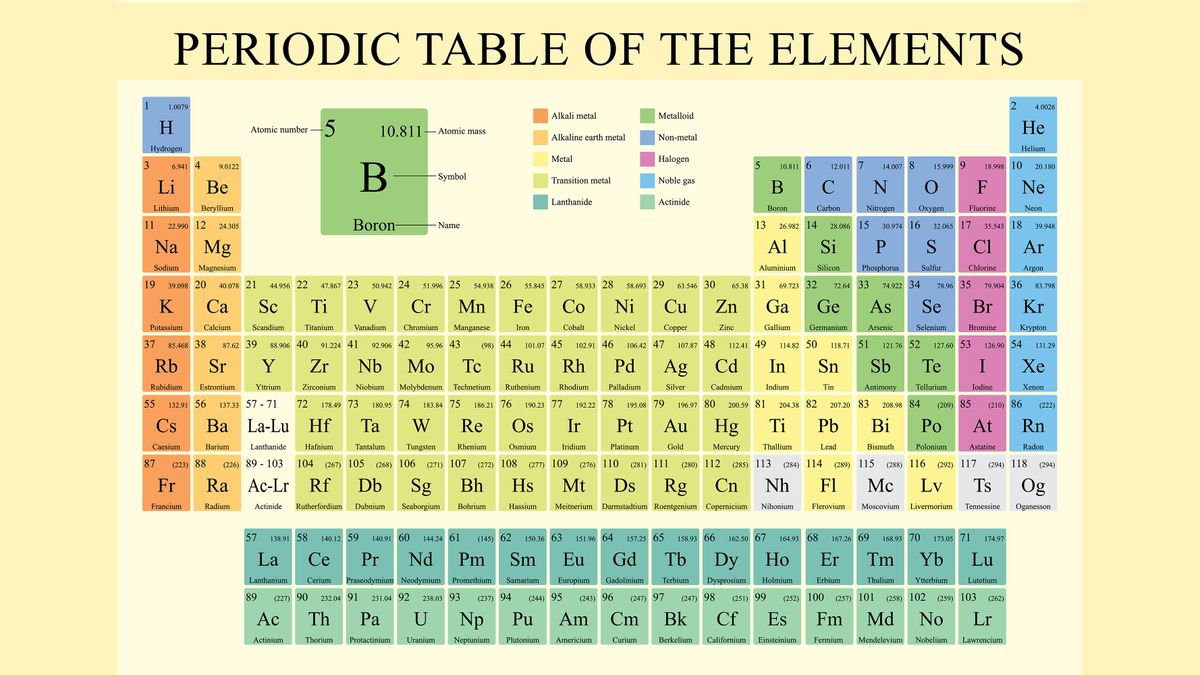 PERIODIC TABLE OF THE ELEMENTS
1 1.0079
H
Hydrogen
Atomic number 5 10.811 Atomic mass
B Symbol
Boron Name
Alkali metal
Alkaline earth metal
Metal
Transition metal
Lanthanide
Metalloid
Non-metal
Halogen
Noble gas
Actinide
2 4.0026
He
Helium
3 6.941 4 9.0122 5 10.811 6 12.011 7 14.007 8 15.999 9 18.998 10 20.180
Li Be B C N O F Ne
Lithium Beryllium Boron Carbon Nitrogen Oxygen Fluorine Neon
11 22.990 12 24.305 13 26.982 14 28.086 15 30.974 16 32.065 17 35.543 18 39.948
Na Mg Al Si P S Cl Ar
Sodium Magnesium Aluminium Silicon Phosphorus Sulfur Chlorine Argon
19 39.098 20 40.078 21 44.956 22 47.867 23 50.942 24 51.996 25 54.938 26 55.845 27 58.933 28 58.693 29 63.546 30 65.38 31 69.723 32 72.64 33 74.922 34 78.96 35 79.904 36 83.798
K Ca Sc Ti V Cr Mn Fe Co Ni Cu Zn Ga Ge As Se Br Kr
Potassium Calcium Scandium Titanium Vanadium Chromium Manganese Iron Cobalt Nickel Copper Zinc Gallium Germanium Arsenic Selenium Bromine Krypton
37 85.468 38 87.62 39 88.906 40 91.224 41 92.906 42 95.96 43 (98) 44 101.07 45 102.91 46 106.42 47 107.87 48 112.41 49 114.82 50 118.71 51 121.76 52 127.60 53 126.90 54 131.29
Rb Sr Y Zr Nb Mo Tc Ru Rh Pd Ag Cd In Sn Sb Te I Xe
Rubidium Estrontium Yttrium Zirconium Niobium Molybdenum Technetium Ruthenium Rhodium Palladium Silver Cadmium Indium Tin Antimony Tellurium Iodine Xenon
55 132.91 56 137.33 57 - 71 72 178.49 73 180.95 74 183.84 75 186.21 76 190.23 77 192.22 78 195.08 79 196.97 80 200.59 81 204.38 82 207.20 83 208.98 84 (209) 85 (210) 86 (222)
Cs Ba La-Lu Hf Ta W Re Os Ir Pt Au Hg Ti Pb Bi Po At Rn
Caesium Barium Lanthanide Hafnium Tantalum Tungsten Rhenium Osmium Iridium Platinum Gold Mercury Thallium Lead Bismuth Polonium Astatine Radon
87 (223) 88 (226) 89 - 103 104 (267) 105 (268) 106 (271) 107 (272) 108 (277) 109 (276) 110 (281) 111 (280) 112 (285) 113 (284) 114 (289) 115 (288) 116 (292) 117 (294) 118 (294)
Fr Ra Ac-Lr Rf Db Sg Bh Hs Mt Ds Rg Cn Nh Fl Mc Lv Ts Og
Francium Radium Actinide Rutherfordium Dubnium Seaborgium Bohrium Hassium Meitnerium Darmstadtium Roentgenium Copernicium Nihonium Flerovium Moscovium Livermorium Tennessine Oganesson
57 138.91 58 140.12 59 140.91 60 144.24 61 (145) 62 150.36 63 151.96 64 157.25 65 158.93 66 162.50 67 164.93 68 167.26 69 168.93 70 173.05 71 174.97
La Ce Pr Nd Pm Sm Eu Gd Tb Dy Ho Er Tm Yb Lu
Lanthanium Cerium Praseodymium Neodymium Promethium Samarium Europium Gadolinium Terbium Dysprosium Holmium Erbium Thulium Ytterbium Lutetium
89 (227) 90 232.04 91 231.04 92 238.03 93 (237) 94 (244) 95 (243) 96 (247) 97 (247) 98 (251) 99 (252) 100 (257) 101 (258) 102 (259) 103 (262)
Ac Th Pa U Np Pu Am Cm Bk Cf Es Fm Md No Lr
Actinium Thorium Protactinium Uranium Neptunium Plutonium Americium Curium Berkelium Californium Einsteinium Fermium Mendelevium Nobelium Lawrencium